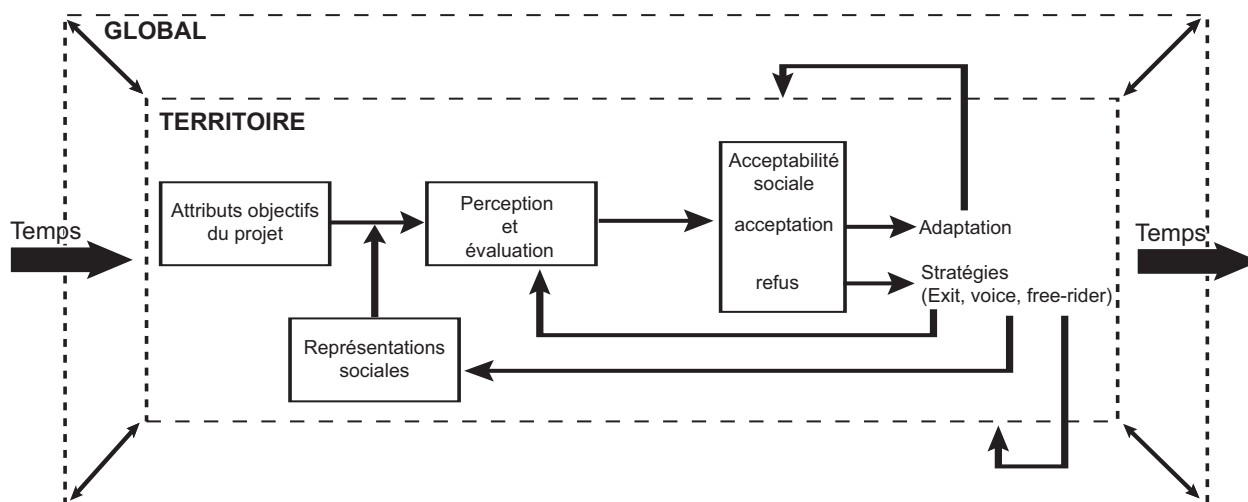 GLOBAL
TERRITOIRE
Temps
Attributs objectifs
du projet
Perception
et
évaluation
Acceptabilité
sociale
acceptation
refus
Adaptation
Stratégies
(Exit, voice, free-rider)
Temps
Représentations
sociales